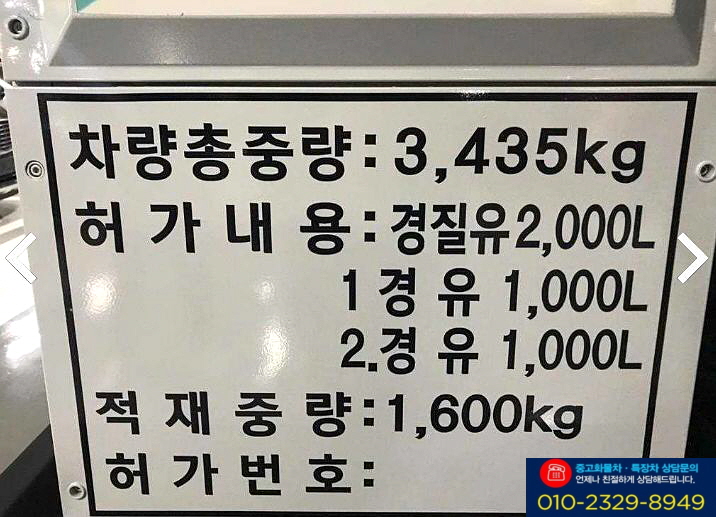 차량총중량: 3,435kg
허가내용: 경질유2,000L
1 경유 1,000L
2.경유 1,000L
적재중량:1,600kg
허가번호:
중고화물차 · 특장차 상담문의
언제나 친절하게 상담해드립니다.
010-2329-8949